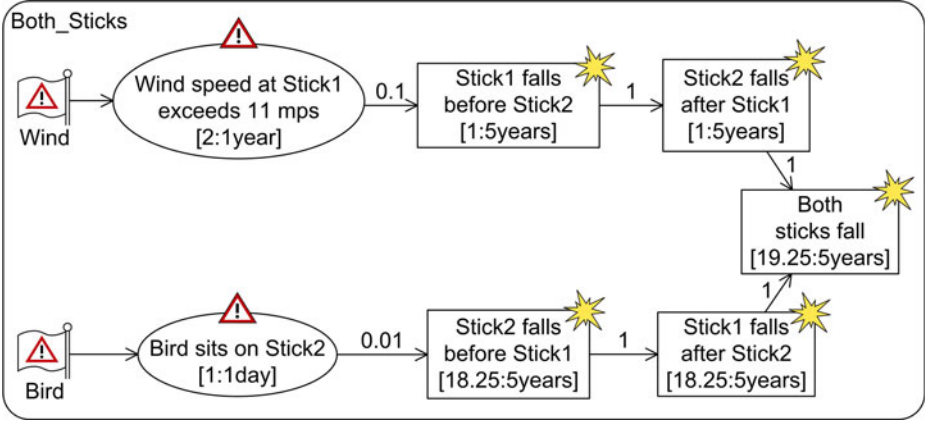 Both_Sticks
Wind
Wind speed at Stick1
exceeds 11 mps
[2:1year]
0.1
Stick1 falls
before Stick2
[1:5years]
1
Stick2 falls
after Stick1
[1:5years]
1
Both
sticks fall
[19.25:5years]
Bird
Bird sits on Stick2
[1:1day]
0.01
Stick2 falls
before Stick1
[18.25:5years]
1
Stick1 falls
after Stick2
[18.25:5years]
1